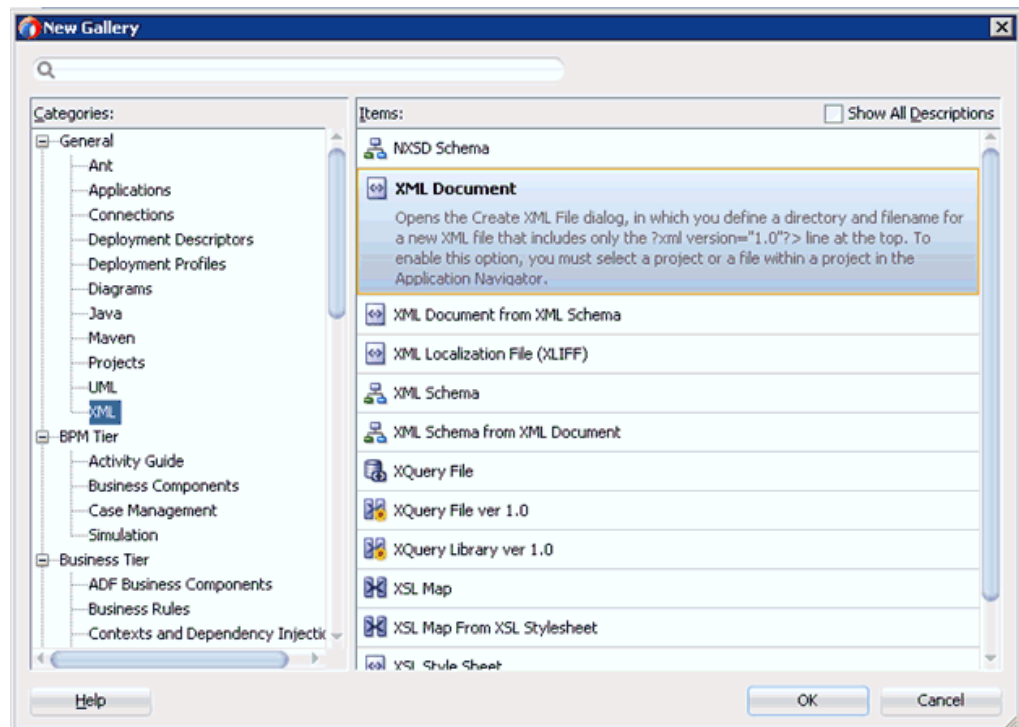 New Gallery
Categories:
General
Ant
Applications
Connections
Deployment Descriptors
Deployment Profiles
Diagrams
Java
Maven
Projects
UML
XML
BPM Tier
Activity Guide
Business Components
Case Management
Simulation
Business Tier
ADF Business Components
Business Rules
Contexts and Dependency Injectic
Items:
Show All Descriptions
NXSD Schema
XML Document
Opens the Create XML File dialog, in which you define a directory and filename for
a new XML file that includes only the ?xml version="1.0"?> line at the top. To
enable this option, you must select a project or a file within a project in the
Application Navigator.
XML Document from XML Schema
XML Localization File (XLIFF)
XML Schema
XML Schema from XML Document
XQuery File
XQuery File ver 1.0
XQuery Library ver 1.0
XSL Map
XSL Map From XSL Stylesheet
XSL Style Sheet
Help
OK
Cancel